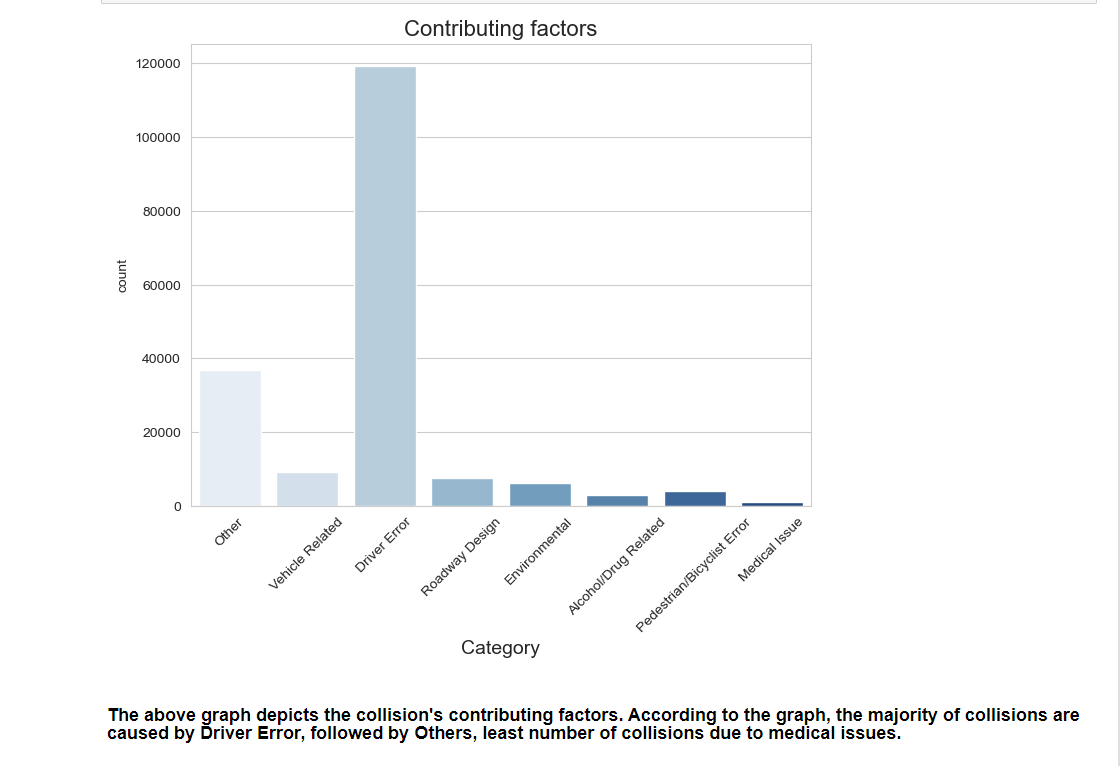 Contributing factors
120000
100000
80000
60000
40000
20000
0
count
Other
Vehicle Related
Driver Error
Roadway Design
Environmental
Alcohol/Drug Related
Pedestrian/Bicyclist Error
Medical Issue
Category
The above graph depicts the collision's contributing factors. According to the graph, the majority of collisions are
caused by Driver Error, followed by Others, least number of collisions due to medical issues.